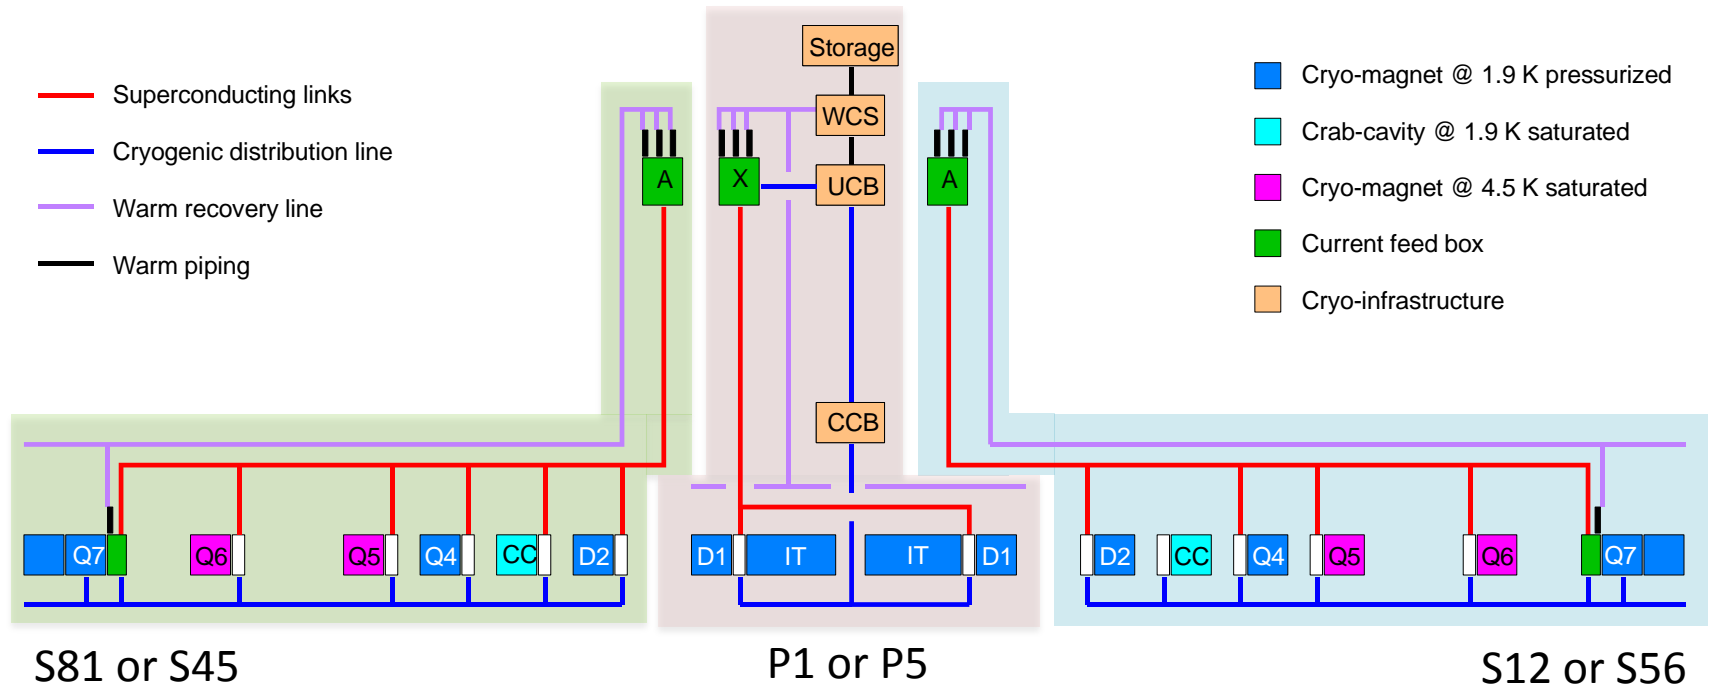 Storage
Superconducting links
Cryogenic distribution line
Warm recovery line
Warm piping
WCS
A
X
UCB
A
CCB
Cryo-magnet @ 1.9 K pressurized
Crab-cavity @ 1.9 K saturated
Cryo-magnet @ 4.5 K saturated
Current feed box
Cryo-infrastructure
Q7 Q6 Q5 Q4 CC D2 D1 IT IT D1 D2 CC Q4 Q5 Q6 Q7
S81 or S45 P1 or P5 S12 or S56